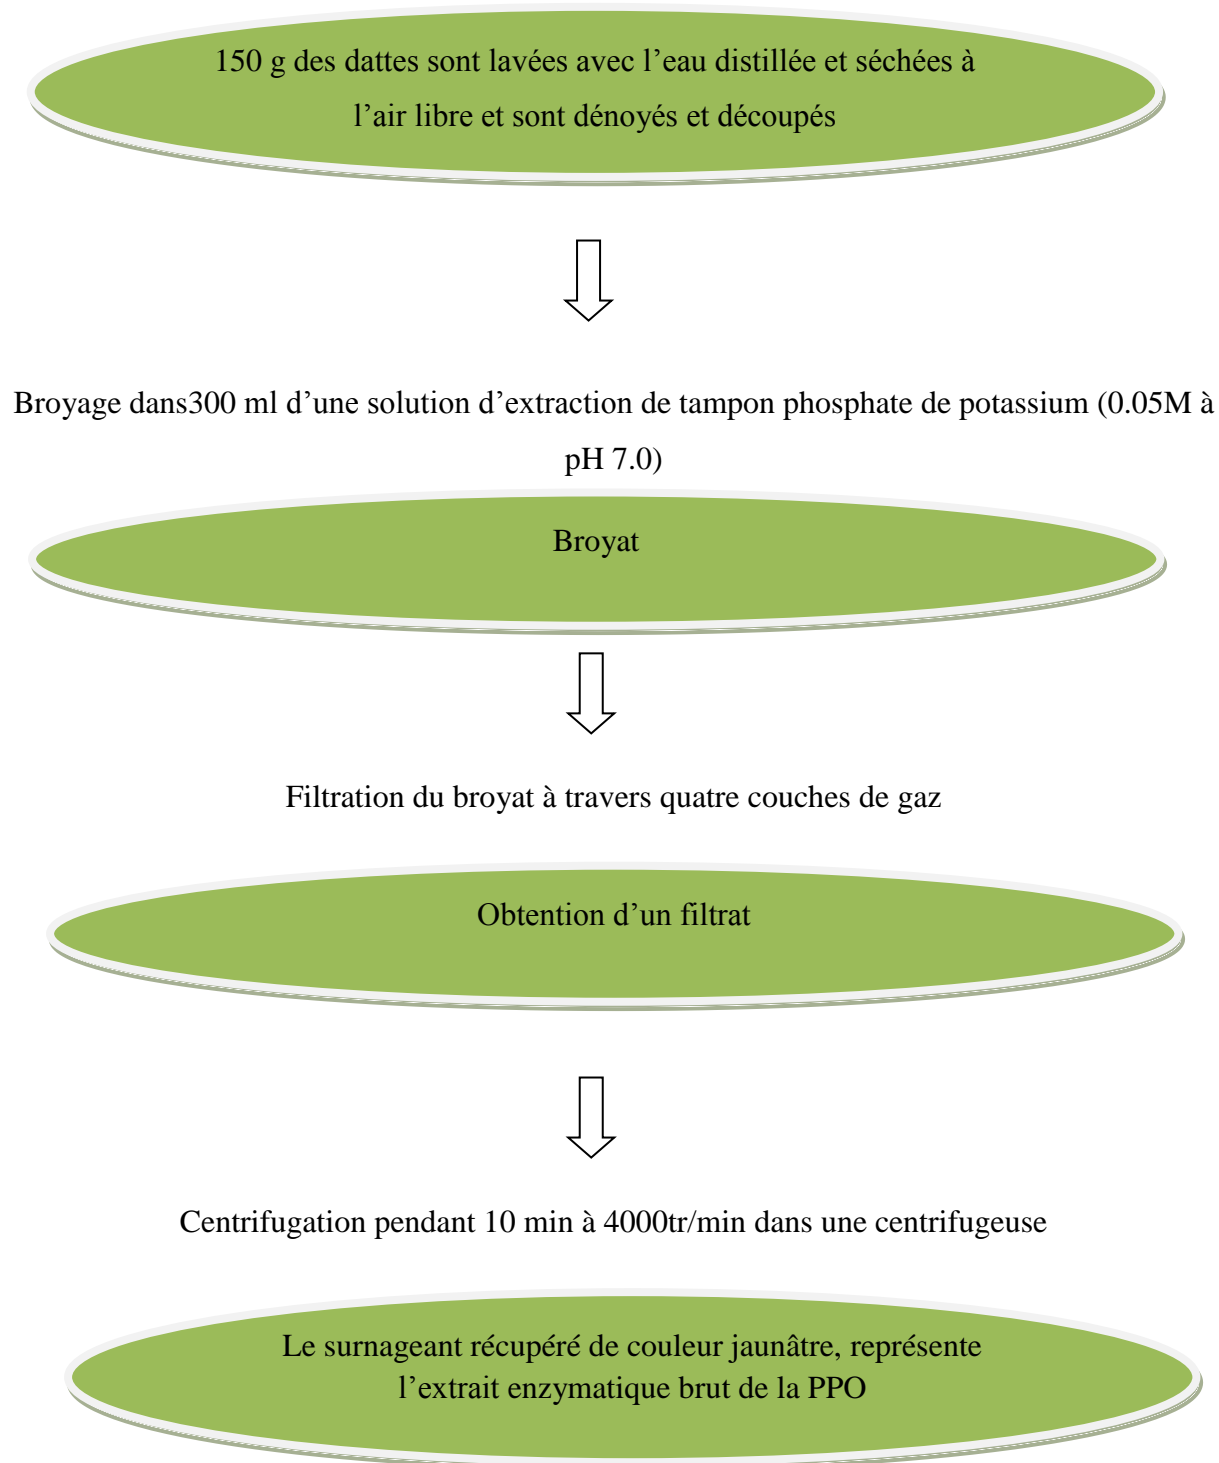 150 g des dattes sont lavées avec l’eau distillée et séchées à
l’air libre et sont dénoyés et découpés
Broyage dans300 ml d’une solution d’extraction de tampon phosphate de potassium (0.05M à
pH 7.0)
Broyat
Filtration du broyat à travers quatre couches de gaz
Obtention d’un filtrat
Centrifugation pendant 10 min à 4000tr/min dans une centrifugeuse
Le surnageant récupéré de couleur jaunâtre, représente
l’extrait enzymatique brut de la PPO